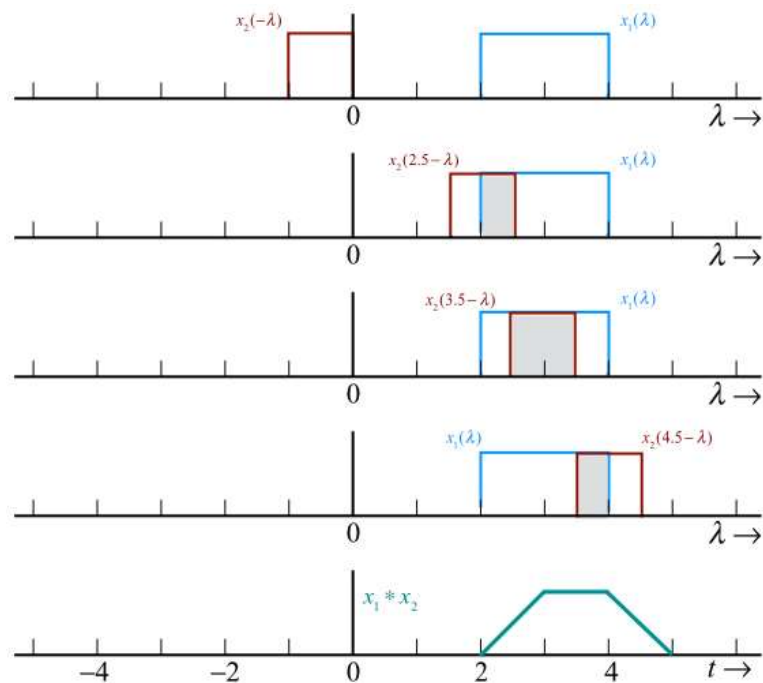 x₂(−λ) x₁(λ)
0 λ →
x₂(2.5−λ) x₁(λ)
0 λ →
x₂(3.5−λ) x₁(λ)
0 λ →
x₁(λ) x₂(4.5−λ)
0 λ →
x₁ * x₂
−4 −2 0 2 4 t →